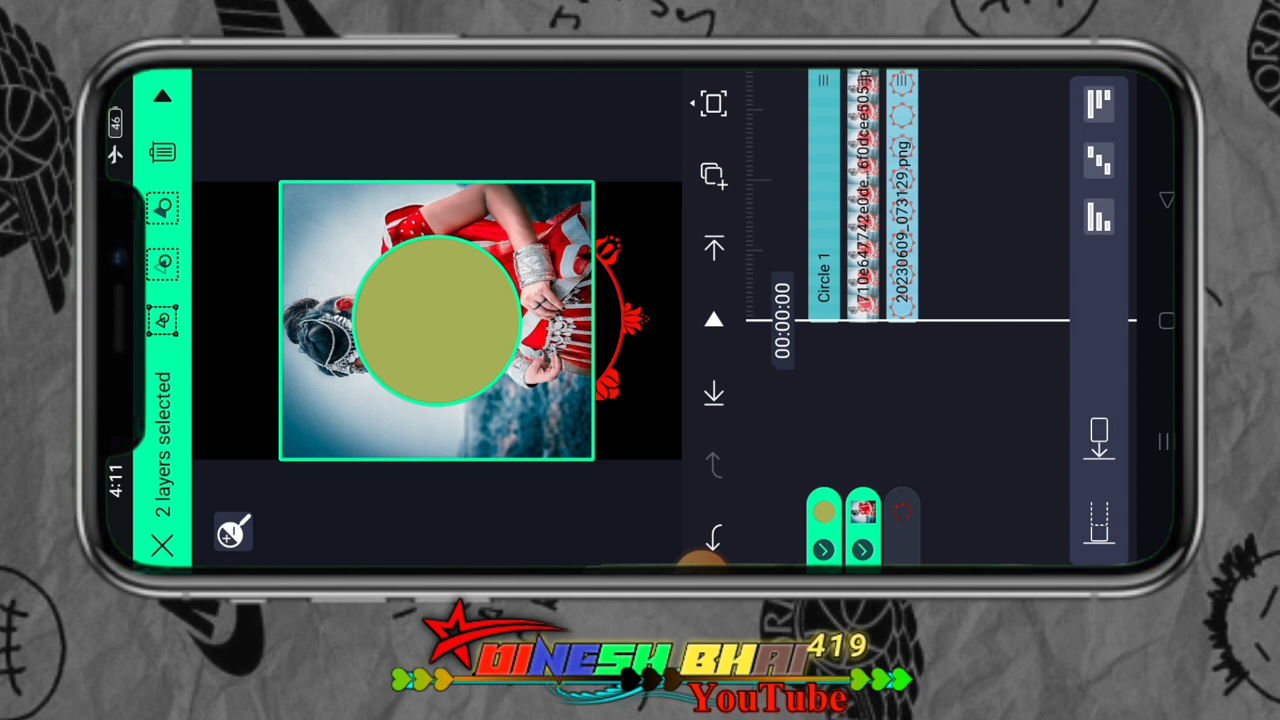 4:11
46
2 layers selected
00:00:00
Circle 1
710e647742e0de...6f0dcee505.jp
20230609_073129.png
DINESH BHAI 419
YouTube